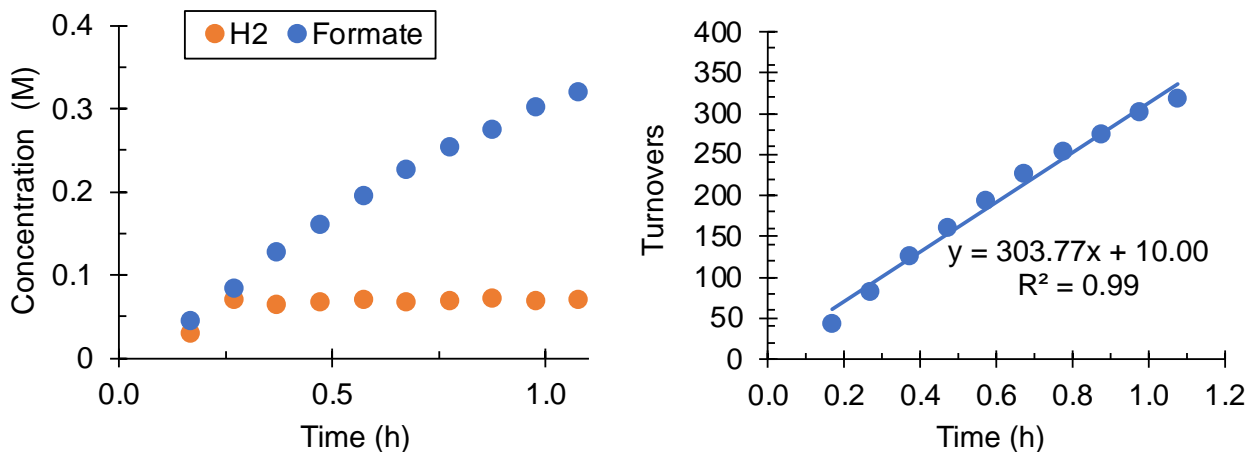 H2 Formate
Concentration (M)
0.4
0.3
0.2
0.1
0
0.0 0.5 1.0
Time (h)
Turnovers
400
350
300
250
200
150
100
50
0
y = 303.77x + 10.00
R² = 0.99
0.0 0.2 0.4 0.6 0.8 1.0 1.2
Time (h)